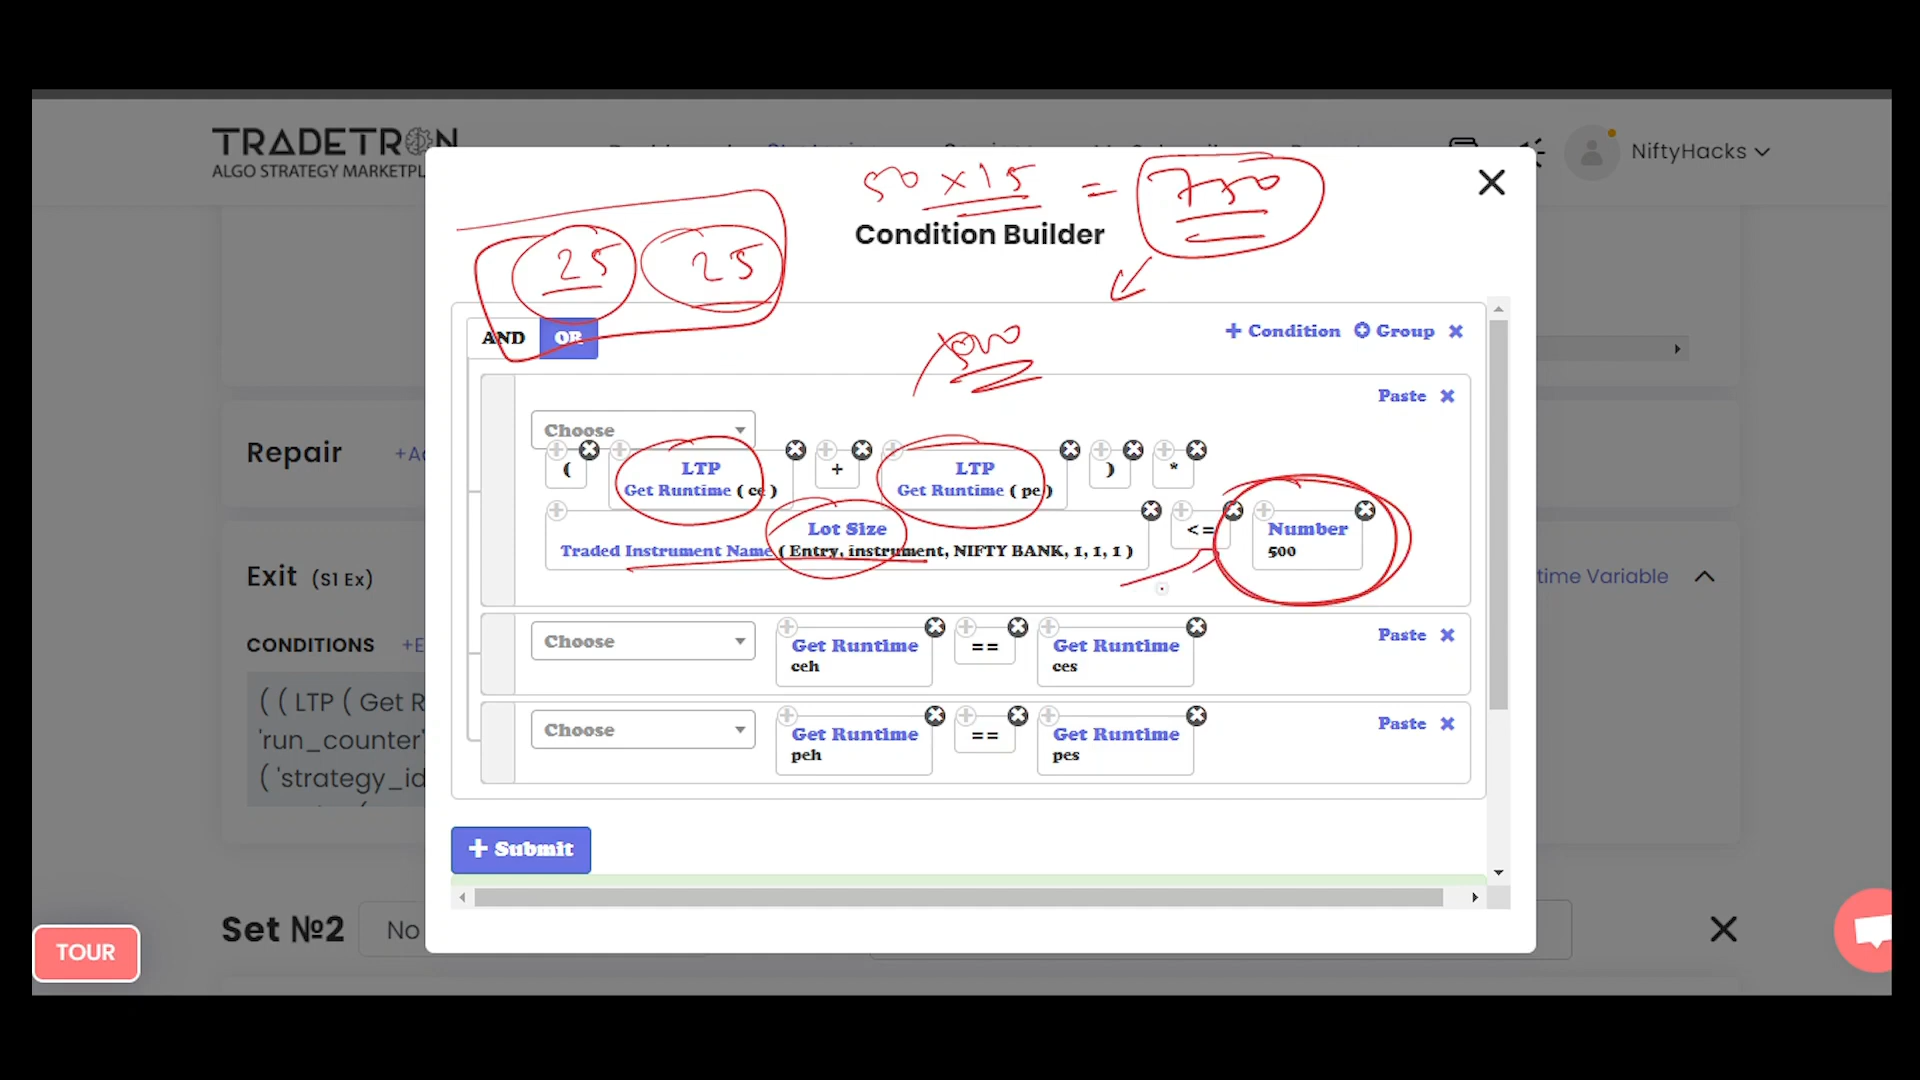 TRADETRON
ALGO STRATEGY MARKETPL
NiftyHacks
50 × 15 = 750
Condition Builder
25 25
AND OR
500
+ Condition Group
Paste
Choose
( LTP + LTP ) *
Get Runtime ( ce ) Get Runtime ( pe )
Lot Size <= Number
Traded Instrument Name ( Entry, instrument, NIFTY BANK, 1, 1, 1 ) 500
Paste
Choose Get Runtime == Get Runtime
ceh ces
Paste
Choose Get Runtime == Get Runtime
peh pes
+ Submit
Repair +A
Exit (S1 Ex)
time Variable
CONDITIONS +E
( ( LTP ( Get R
'run_counter'
( 'strategy_id
Set №2 No
TOUR